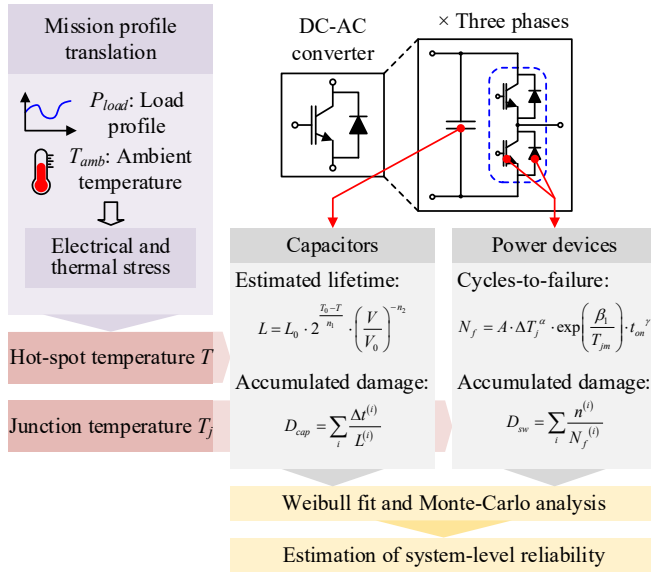 Mission profile
translation
P_load: Load
profile
T_amb: Ambient
temperature
Electrical and
thermal stress
Hot-spot temperature T
Junction temperature T_j
DC-AC
converter
× Three phases
Capacitors
Estimated lifetime:
L = L_0 · 2^{(T_0−T)/n_1} · (V/V_0)^{−n_2}
Accumulated damage:
D_cap = ∑_i Δt^{(i)}/L^{(i)}
Power devices
Cycles-to-failure:
N_f = A · ΔT_j^α · exp(β_1/T_jm) · t_on^γ
Accumulated damage:
D_sw = ∑_i n^{(i)}/N_f^{(i)}
Weibull fit and Monte-Carlo analysis
Estimation of system-level reliability